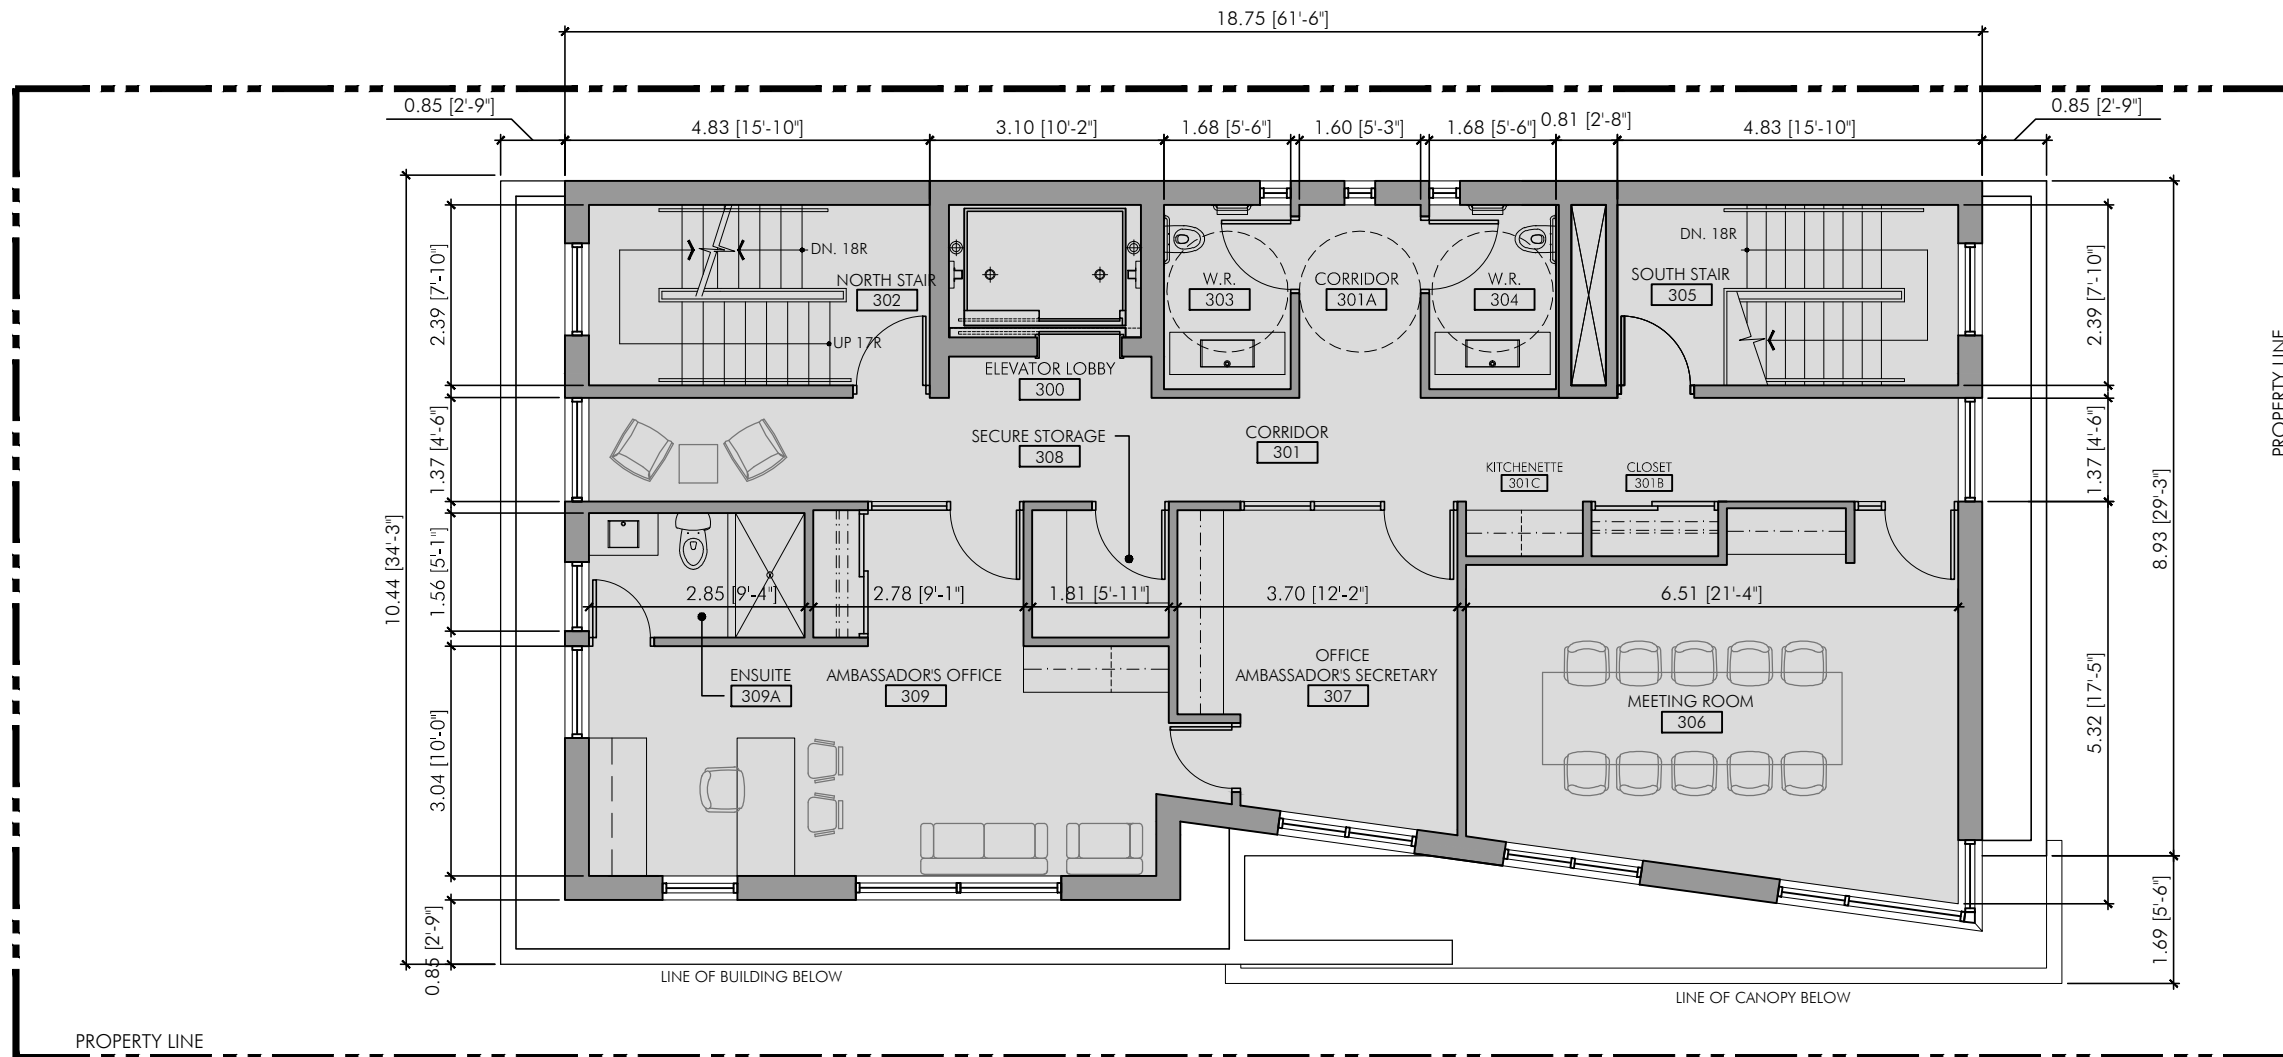 18.75 [61'-6"]
0.85 [2'-9"]
0.85 [2'-9"]
4.83 [15'-10"]
3.10 [10'-2"]
1.68 [5'-6"]
1.60 [5'-3"]
1.68 [5'-6"]
0.81 [2'-8"]
4.83 [15'-10"]
DN. 18R
NORTH STAIR
302
UP 17R
W.R.
303
CORRIDOR
301A
W.R.
304
DN. 18R
SOUTH STAIR
305
2.39 [7'-10"]
2.39 [7'-10"]
PROPERTY LINE
ELEVATOR LOBBY
300
SECURE STORAGE
308
CORRIDOR
301
KITCHENETTE
301C
CLOSET
301B
1.37 [4'-6"]
1.37 [4'-6"]
10.44 [34'-3"]
8.93 [29'-3"]
1.56 [5'-1"]
2.85 [9'-4"]
2.78 [9'-1"]
1.81 [5'-11"]
3.70 [12'-2"]
6.51 [21'-4"]
ENSUITE
309A
AMBASSADOR'S OFFICE
309
OFFICE
AMBASSADOR'S SECRETARY
307
MEETING ROOM
306
3.04 [10'-0"]
5.32 [17'-5"]
0.85 [2'-9"]
1.69 [5'-6"]
LINE OF BUILDING BELOW
LINE OF CANOPY BELOW
PROPERTY LINE